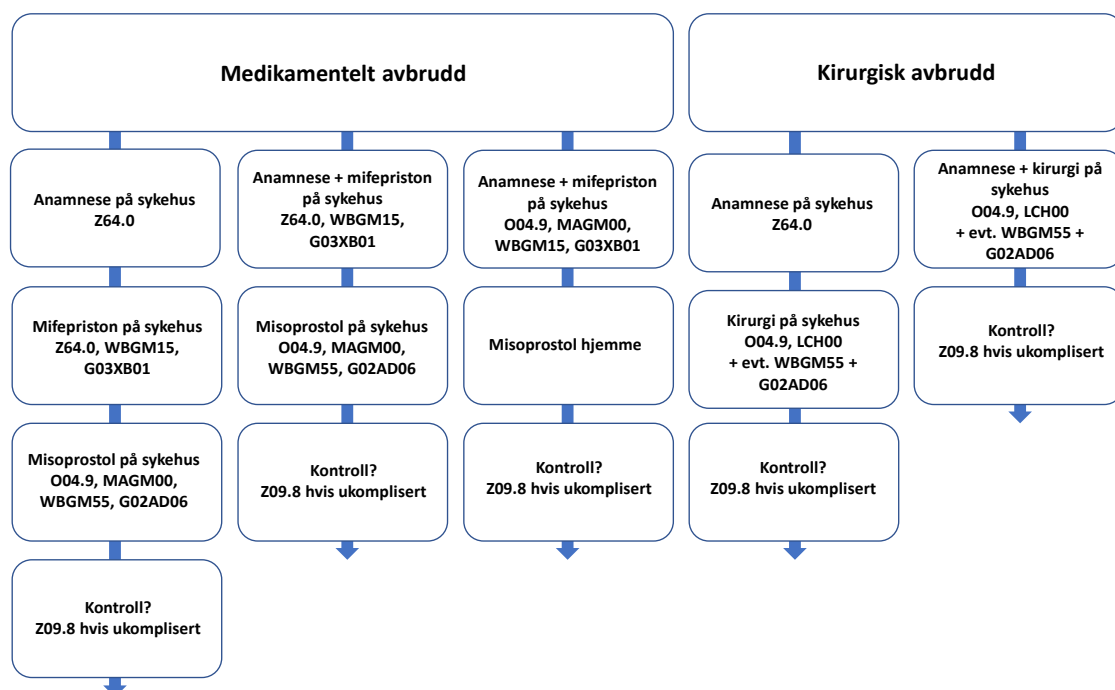 Medikamentelt avbrudd
Kirurgisk avbrudd
Anamnese på sykehus
Z64.0
Mifepriston på sykehus
Z64.0, WBGM15,
G03XB01
Misoprostol på sykehus
O04.9, MAGM00,
WBGM55, G02AD06
Kontroll?
Z09.8 hvis ukomplisert
Anamnese + mifepriston
på sykehus
Z64.0, WBGM15,
G03XB01
Misoprostol på sykehus
O04.9, MAGM00,
WBGM55, G02AD06
Kontroll?
Z09.8 hvis ukomplisert
Anamnese + mifepriston
på sykehus
O04.9, MAGM00,
WBGM15, G03XB01
Misoprostol hjemme
Kontroll?
Z09.8 hvis ukomplisert
Anamnese på sykehus
Z64.0
Kirurgi på sykehus
O04.9, LCH00
+ evt. WBGM55 +
G02AD06
Kontroll?
Z09.8 hvis ukomplisert
Anamnese + kirurgi på
sykehus
O04.9, LCH00
+ evt. WBGM55 +
G02AD06
Kontroll?
Z09.8 hvis ukomplisert